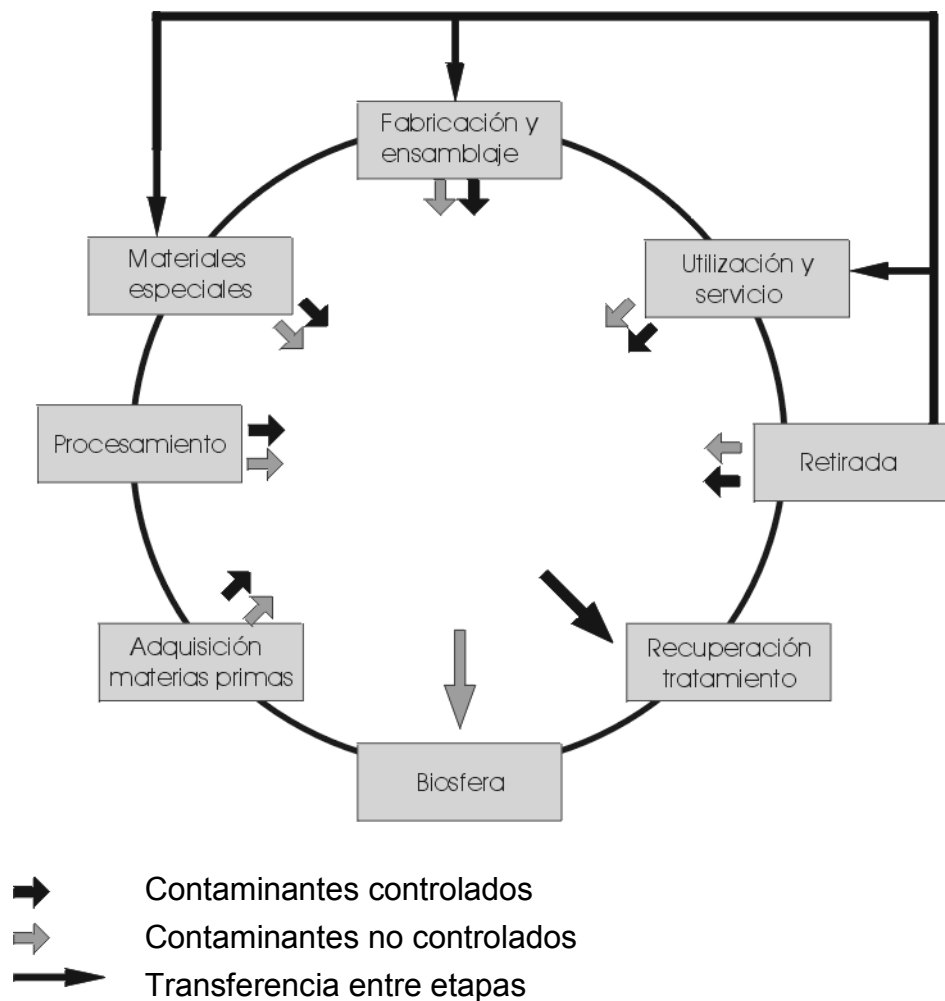 Fabricación y
ensamblaje
Materiales
especiales
Utilización y
servicio
Procesamiento
Retirada
Adquisición
materias primas
Recuperación
tratamiento
Biosfera
Contaminantes controlados
Contaminantes no controlados
Transferencia entre etapas